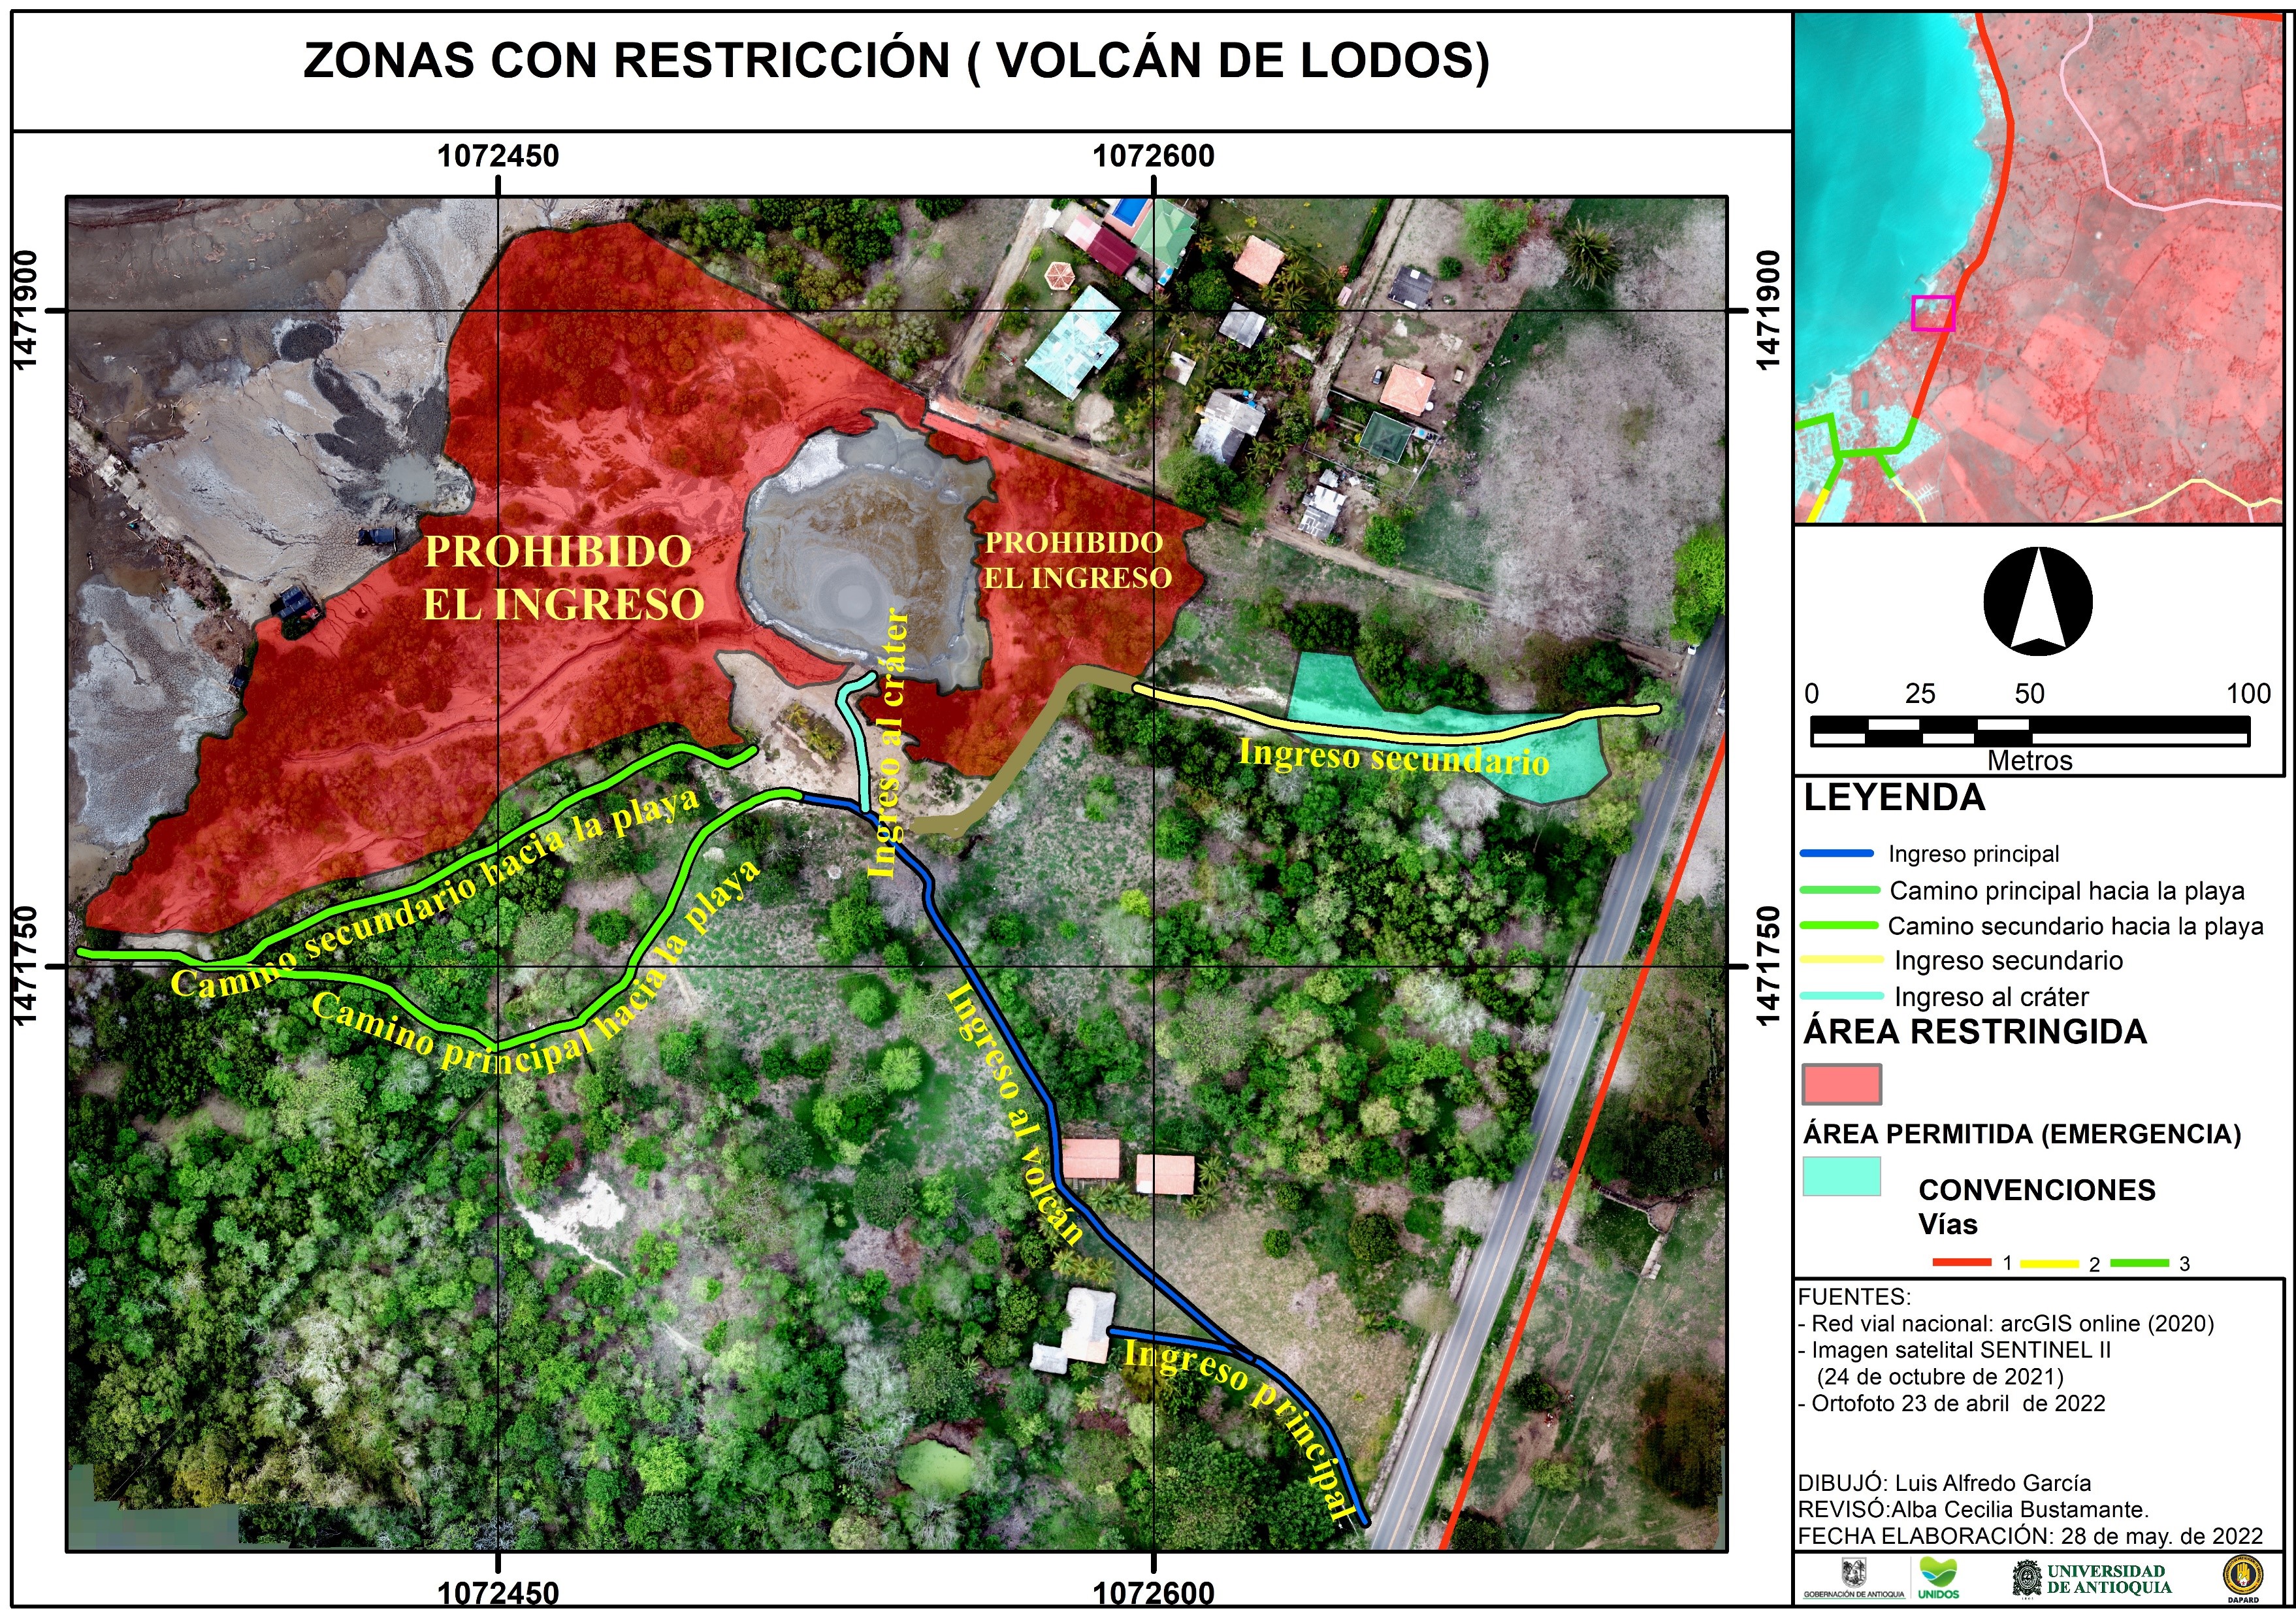 ZONAS CON RESTRICCIÓN ( VOLCÁN DE LODOS)
1072450
1072600
1471900
1471900
PROHIBIDO
EL INGRESO
PROHIBIDO
EL INGRESO
Ingreso al cráter
Ingreso secundario
Camino secundario hacia la playa
Camino principal hacia la playa
Ingreso al volcán
Ingreso principal
1471750
1471750
1072450
1072600
0 25 50 100
Metros
LEYENDA
Ingreso principal
Camino principal hacia la playa
Camino secundario hacia la playa
Ingreso secundario
Ingreso al cráter
ÁREA RESTRINGIDA
ÁREA PERMITIDA (EMERGENCIA)
CONVENCIONES
Vías
1 2 3
FUENTES:
- Red vial nacional: arcGIS online (2020)
- Imagen satelital SENTINEL II
(24 de octubre de 2021)
- Ortofoto 23 de abril de 2022
DIBUJÓ: Luis Alfredo García
REVISÓ:Alba Cecilia Bustamante.
FECHA ELABORACIÓN: 28 de may. de 2022
GOBERNACIÓN DE ANTIOQUIA
UNIDOS
UNIVERSIDAD
DE ANTIOQUIA
DAPARD